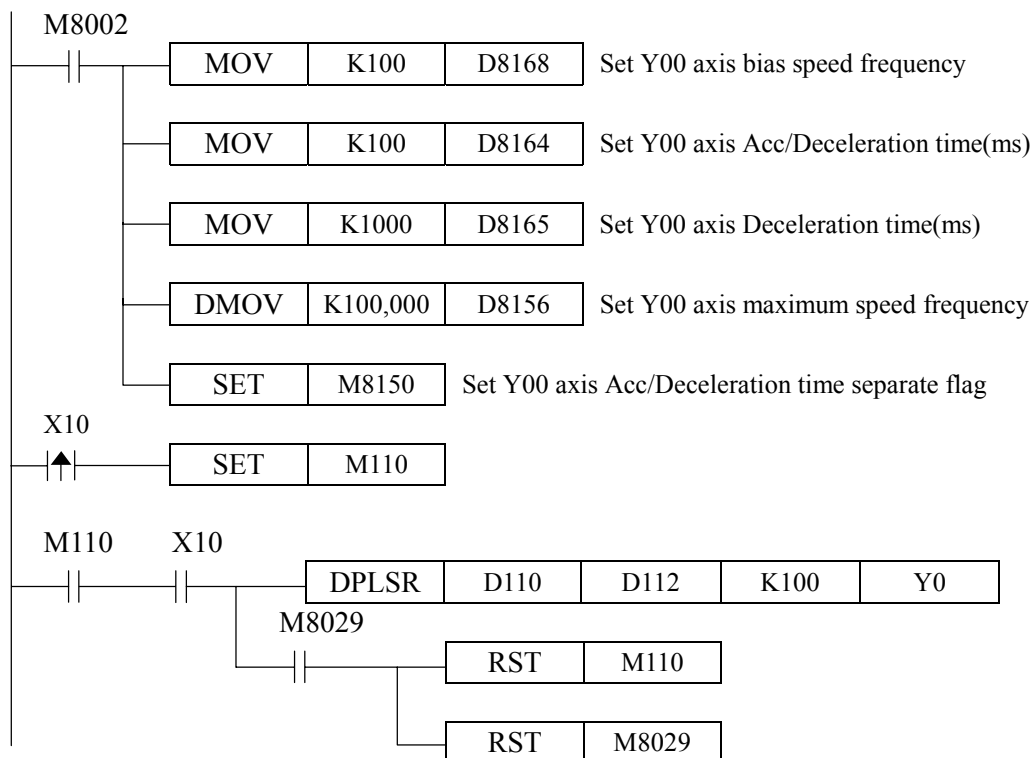 M8002
MOV K100 D8168 Set Y00 axis bias speed frequency
MOV K100 D8164 Set Y00 axis Acc/Deceleration time(ms)
MOV K1000 D8165 Set Y00 axis Deceleration time(ms)
DMOV K100,000 D8156 Set Y00 axis maximum speed frequency
SET M8150 Set Y00 axis Acc/Deceleration time separate flag
X10
SET M110
M110 X10
DPLSR D110 D112 K100 Y0
M8029
RST M110
RST M8029